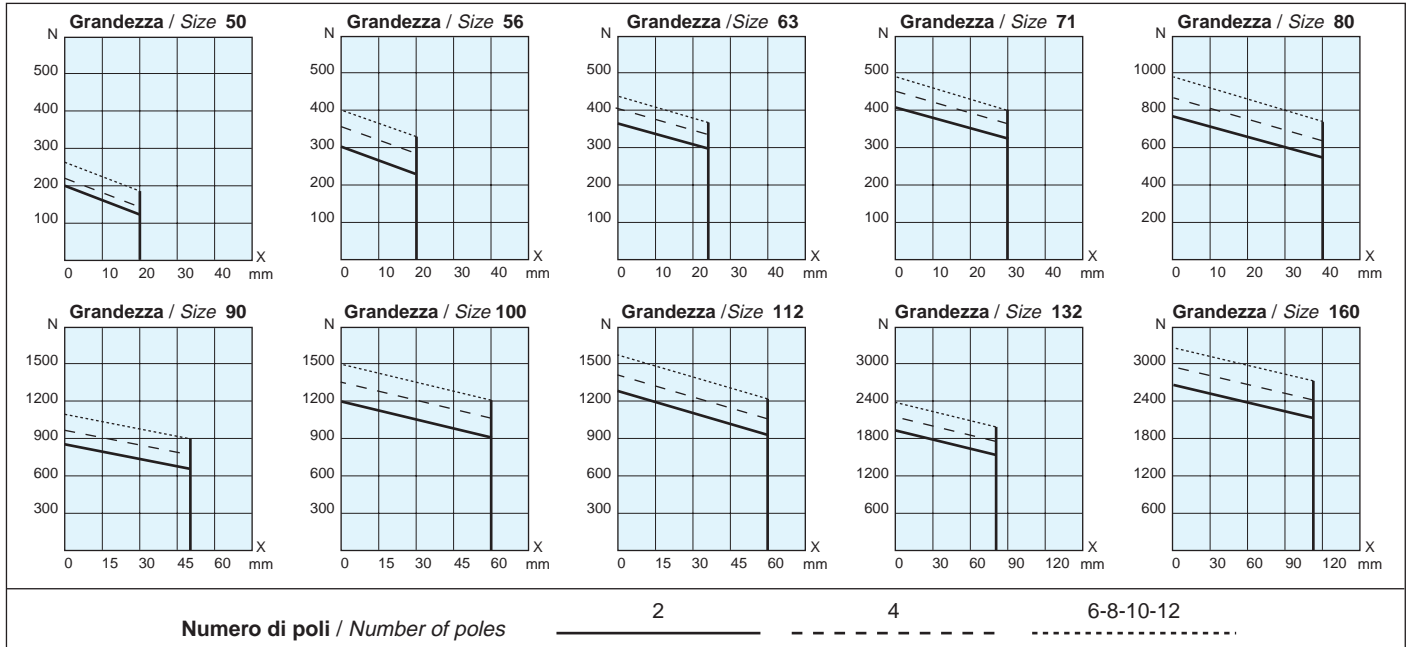 Grandezza / Size 50
N
500
400
300
200
100
X
0 10 20 30 40 mm
Grandezza / Size 56
N
500
400
300
200
100
X
0 10 20 30 40 mm
Grandezza /Size 63
N
500
400
300
200
100
X
0 10 20 30 40 mm
Grandezza / Size 71
N
500
400
300
200
100
X
0 10 20 30 40 mm
Grandezza / Size 80
N
1000
800
600
400
200
X
0 10 20 30 40 mm
Grandezza / Size 90
N
1500
1200
900
600
300
X
0 15 30 45 60 mm
Grandezza / Size 100
N
1500
1200
900
600
300
X
0 15 30 45 60 mm
Grandezza /Size 112
N
1500
1200
900
600
300
X
0 15 30 45 60 mm
Grandezza / Size 132
N
3000
2400
1800
1200
600
X
0 30 60 90 120 mm
Grandezza / Size 160
N
3000
2400
1800
1200
600
X
0 30 60 90 120 mm
Numero di poli / Number of poles 2 4 6-8-10-12